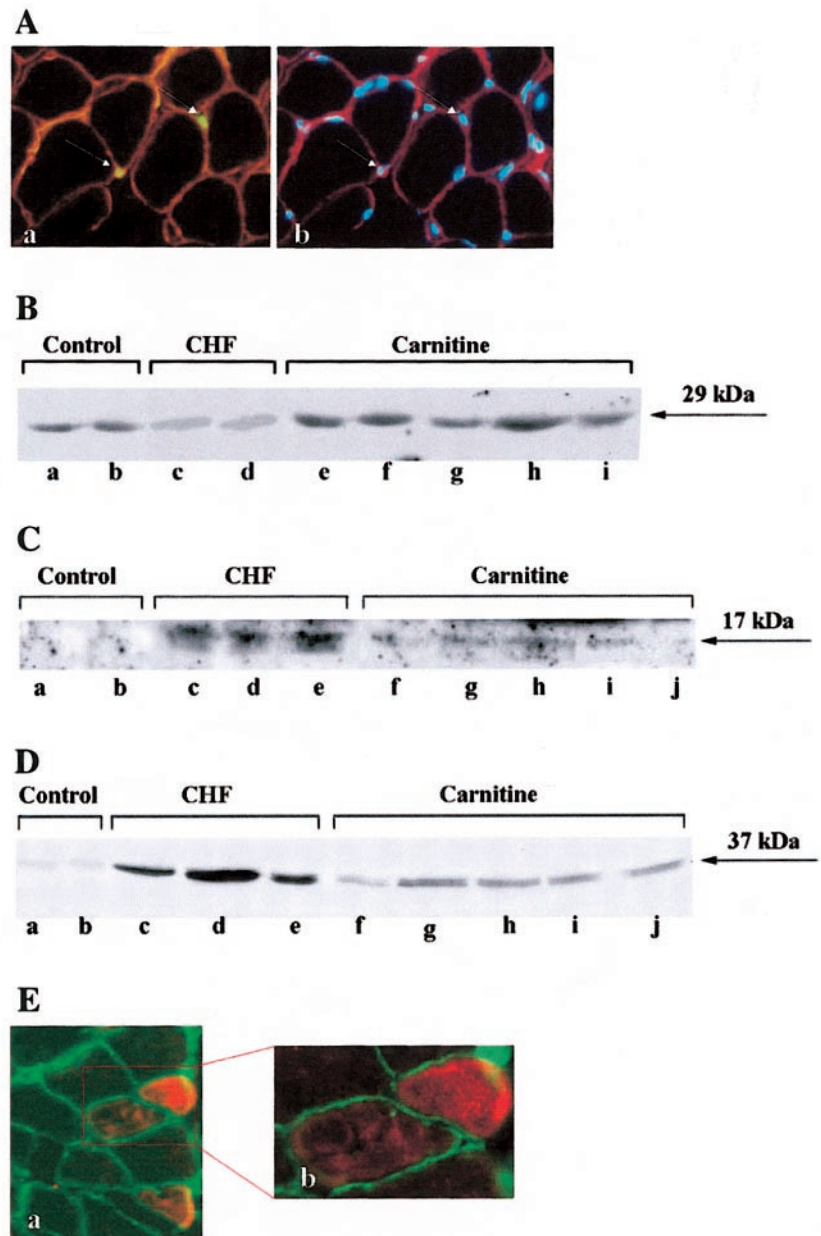 A
a b
B
Control CHF Carnitine
29 kDa
a b c d e f g h i
C
Control CHF Carnitine
17 kDa
a b c d e f g h i j
D
Control CHF Carnitine
37 kDa
a b c d e f g h i j
E
a b